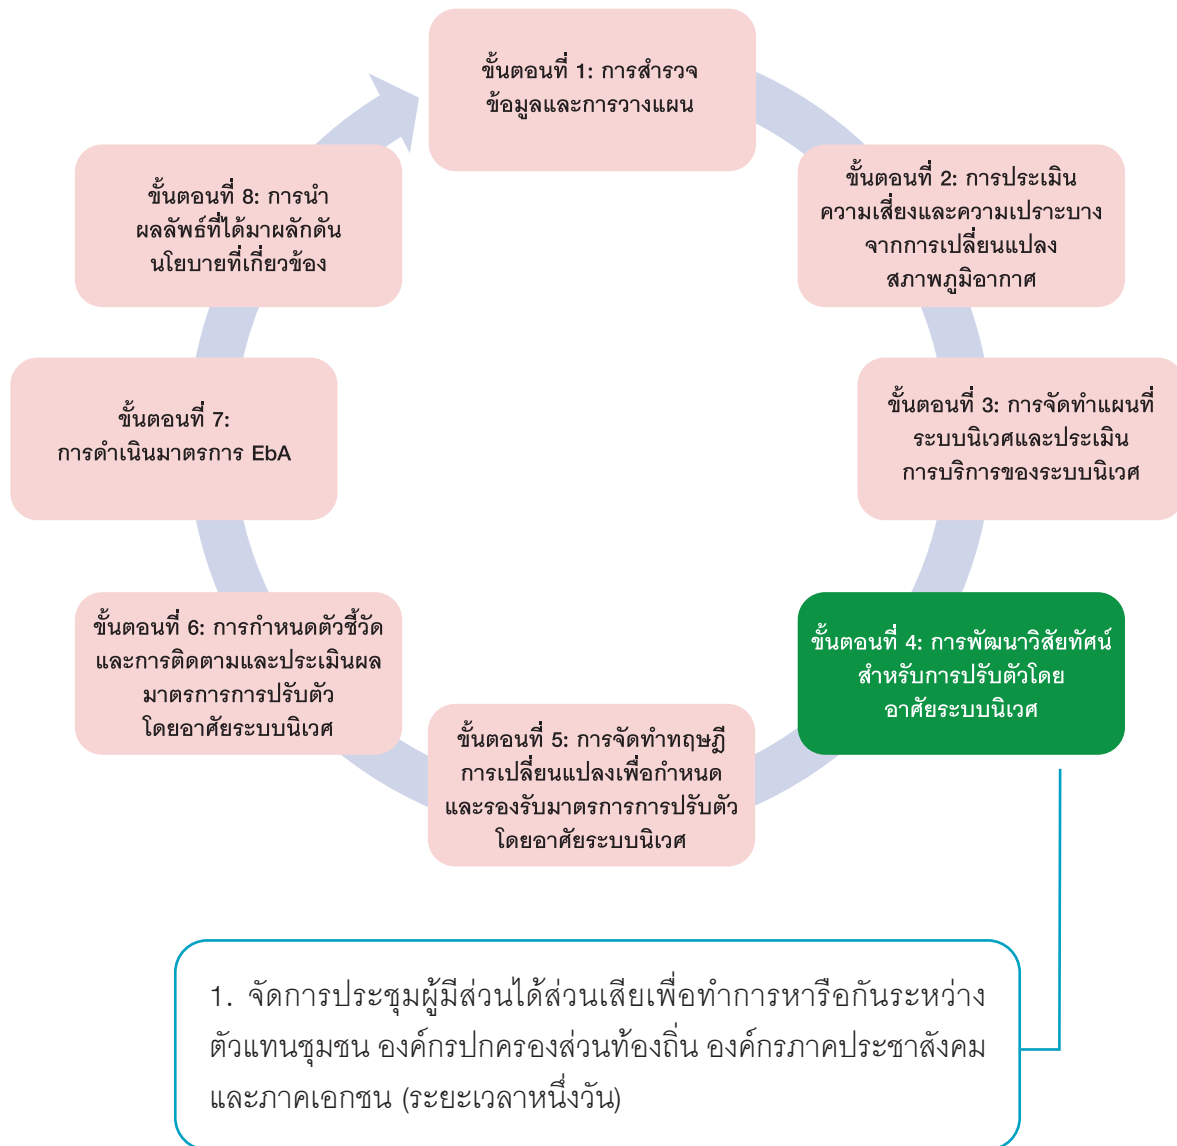 ขั้นตอนที่ 1: การสำรวจ
ข้อมูลและการวางแผน
ขั้นตอนที่ 2: การประเมิน
ความเสี่ยงและความเปราะบาง
จากการเปลี่ยนแปลง
สภาพภูมิอากาศ
ขั้นตอนที่ 3: การจัดทำแผนที่
ระบบนิเวศและประเมิน
การบริการของระบบนิเวศ
ขั้นตอนที่ 4: การพัฒนาวิสัยทัศน์
สำหรับการปรับตัวโดย
อาศัยระบบนิเวศ
ขั้นตอนที่ 5: การจัดทำทฤษฎี
การเปลี่ยนแปลงเพื่อกำหนด
และรองรับมาตรการการปรับตัว
โดยอาศัยระบบนิเวศ
ขั้นตอนที่ 6: การกำหนดตัวชี้วัด
และการติดตามและประเมินผล
มาตรการการปรับตัว
โดยอาศัยระบบนิเวศ
ขั้นตอนที่ 7:
การดำเนินมาตรการ EbA
ขั้นตอนที่ 8: การนำ
ผลลัพธ์ที่ได้มาผลักดัน
นโยบายที่เกี่ยวข้อง
1. จัดการประชุมผู้มีส่วนได้ส่วนเสียเพื่อทำการหารือกันระหว่าง
ตัวแทนชุมชน องค์กรปกครองส่วนท้องถิ่น องค์กรภาคประชาสังคม
และภาคเอกชน (ระยะเวลาหนึ่งวัน)